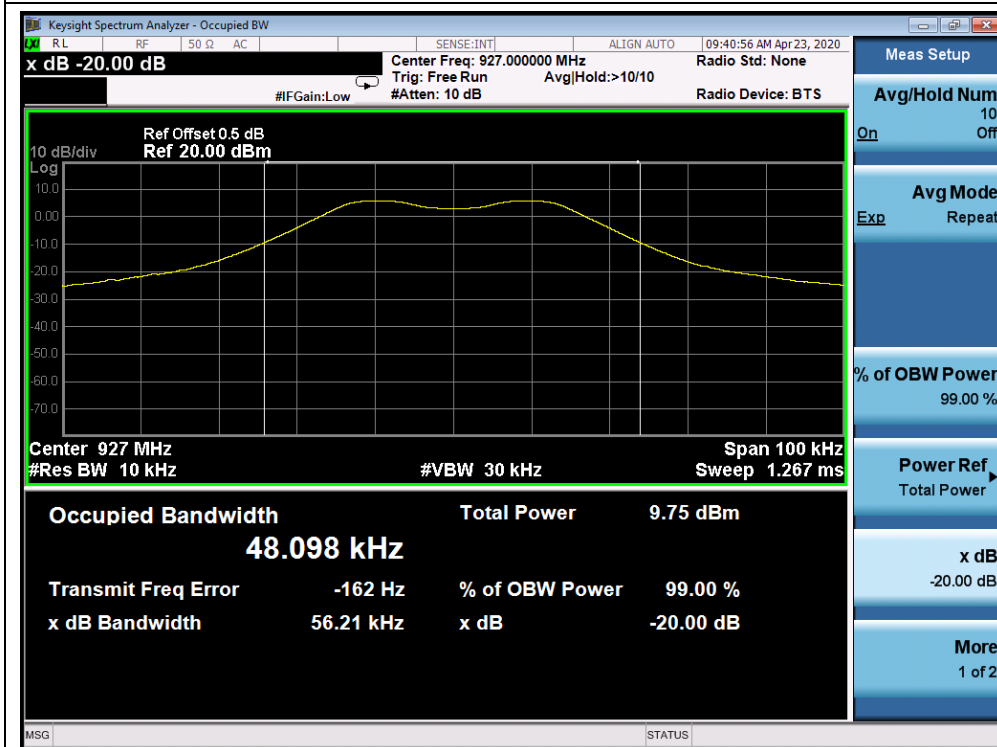 Keysight Spectrum Analyzer - Occupied BW
LXI RL RF 50 Ω AC SENSE:INT ALIGN AUTO 09:40:56 AM Apr 23, 2020
x dB -20.00 dB
Center Freq: 927.000000 MHz Radio Std: None
Trig: Free Run Avg|Hold:>10/10
#IFGain:Low #Atten: 10 dB Radio Device: BTS
Ref Offset 0.5 dB
10 dB/div Ref 20.00 dBm
Log
10.0
0.00
-10.0
-20.0
-30.0
-40.0
-50.0
-60.0
-70.0
Center 927 MHz Span 100 kHz
#Res BW 10 kHz #VBW 30 kHz Sweep 1.267 ms
Occupied Bandwidth Total Power 9.75 dBm
48.098 kHz
Transmit Freq Error -162 Hz % of OBW Power 99.00 %
x dB Bandwidth 56.21 kHz x dB -20.00 dB
MSG STATUS
Meas Setup
Avg/Hold Num
10
On Off
Avg Mode
Exp Repeat
% of OBW Power
99.00 %
Power Ref
Total Power
x dB
-20.00 dB
More
1 of 2